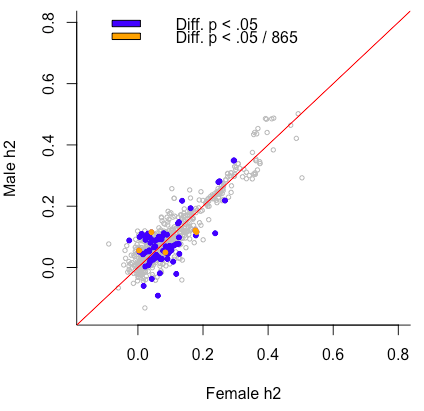 Diff. p < .05
Diff. p < .05 / 865
Male h2
0.8
0.6
0.4
0.2
0.0
0.0 0.2 0.4 0.6 0.8
Female h2